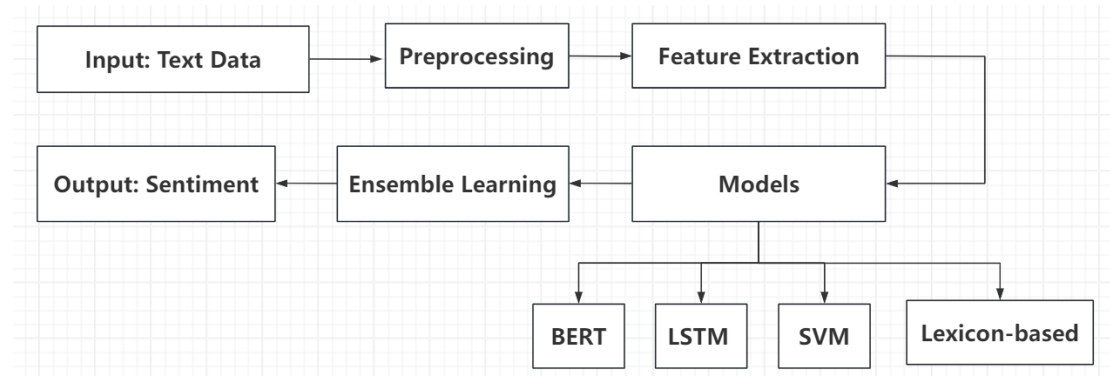 Input: Text Data
Preprocessing
Feature Extraction
Output: Sentiment
Ensemble Learning
Models
BERT
LSTM
SVM
Lexicon-based